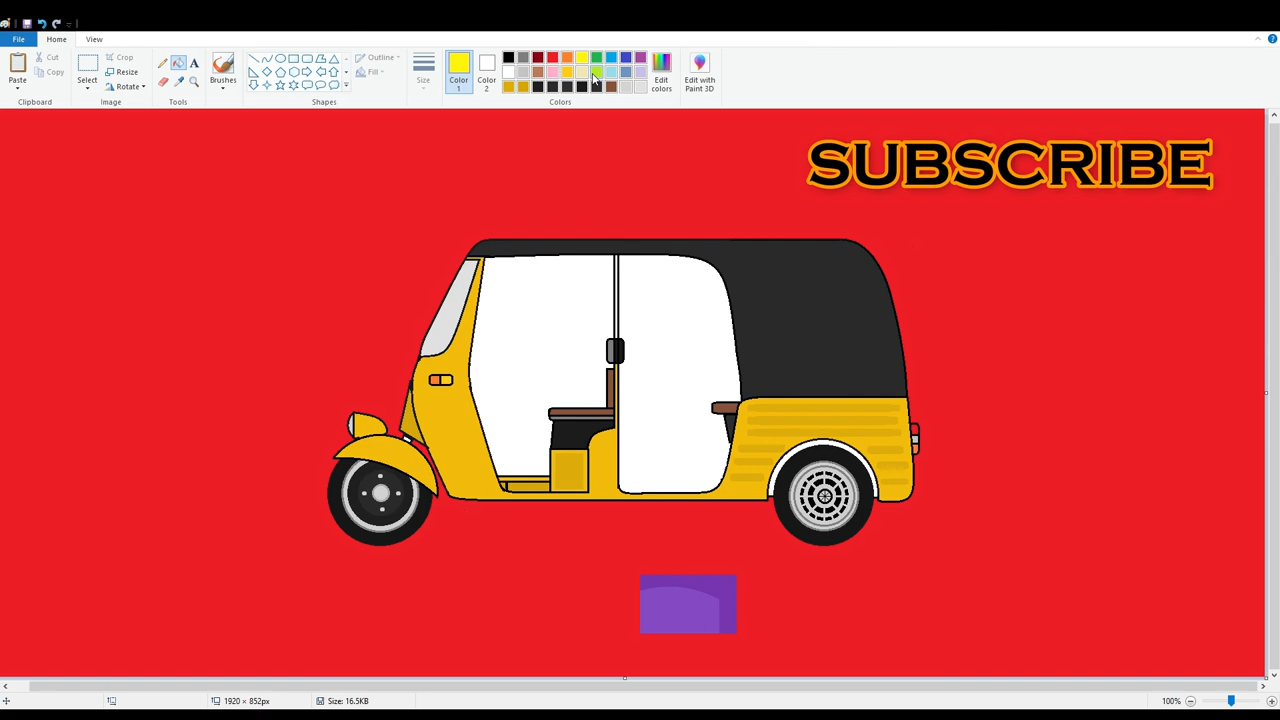 File
Home
View
Paste
Cut
Copy
Clipboard
Select
Crop
Resize
Rotate
Image
A
Tools
Brushes
Outline
Fill
Shapes
Size
Color
1
Color
2
Edit
colors
Colors
Edit with
Paint 3D
SUBSCRIBE
1920 × 852px
Size: 16.5KB
100%